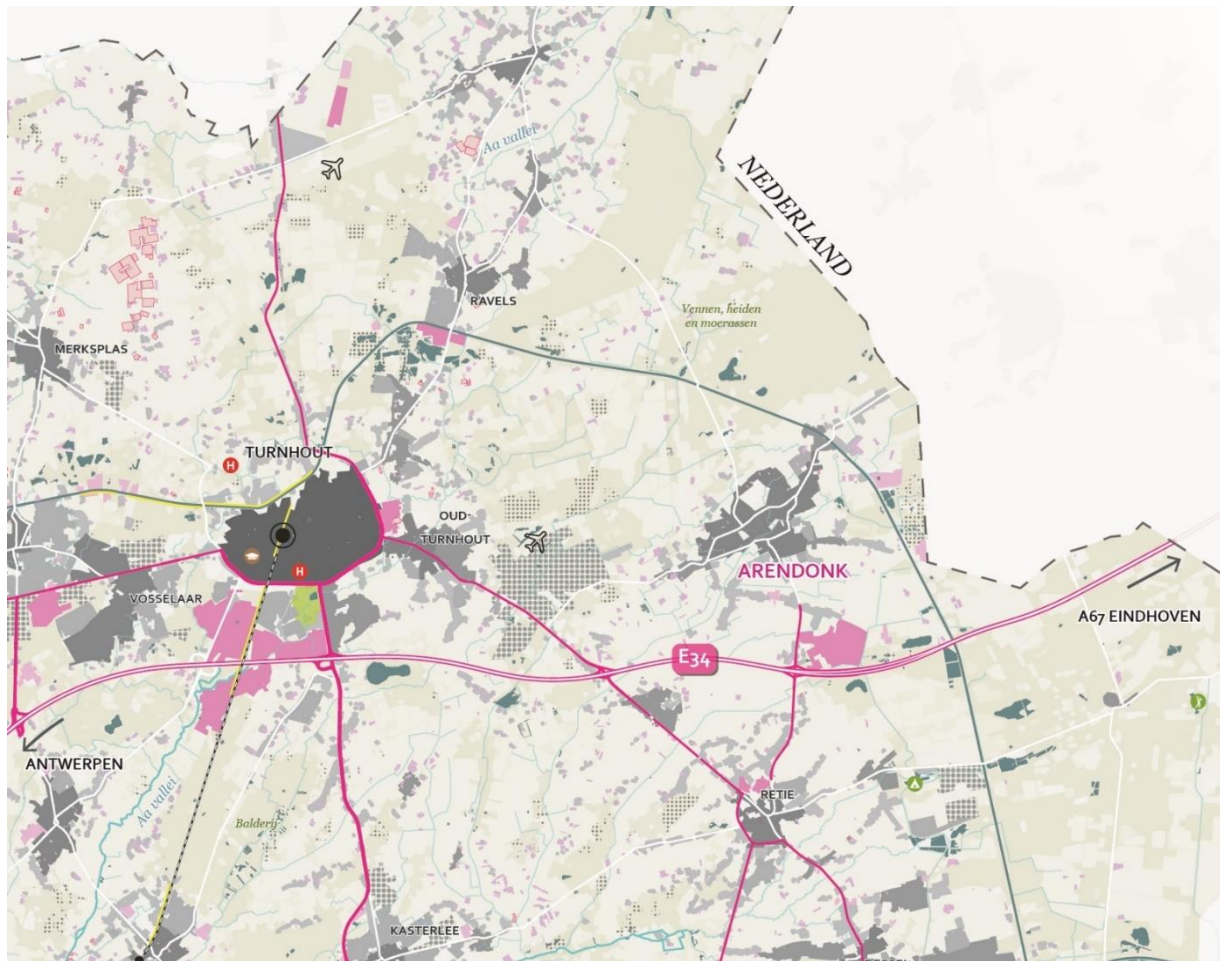 Aa vallei
NEDERLAND
RAVELS
Vennen, heiden
en moerassen
MERKSPLAS
TURNHOUT
H
OUD-
TURNHOUT
H
ARENDONK
VOSSELAAR
A67 EINDHOVEN
E34
ANTWERPEN
Aa vallei
RETIE
Balderij
KASTERLEE